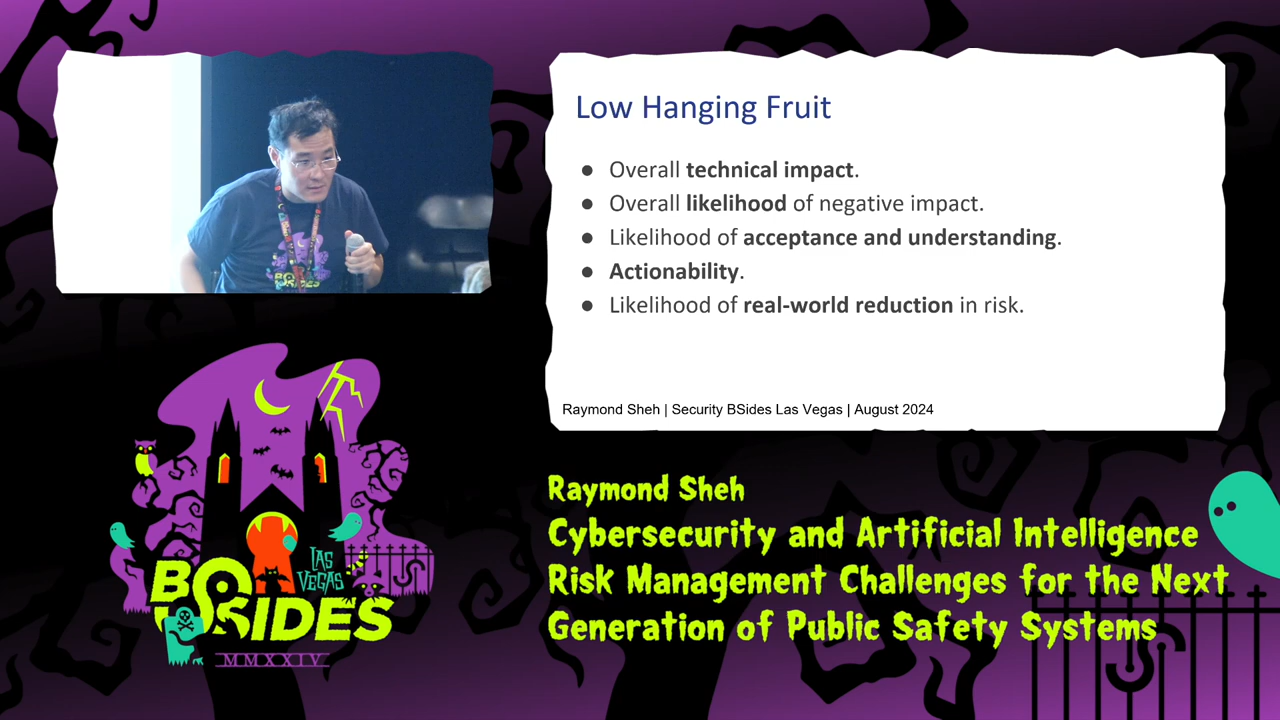 Low Hanging Fruit
● Overall technical impact.
● Overall likelihood of negative impact.
● Likelihood of acceptance and understanding.
● Actionability.
● Likelihood of real-world reduction in risk.
Raymond Sheh | Security BSides Las Vegas | August 2024
BSIDES
LAS
VEGAS
BSIDES
MMXXIV
Raymond Sheh
Cybersecurity and Artificial Intelligence
Risk Management Challenges for the Next
Generation of Public Safety Systems